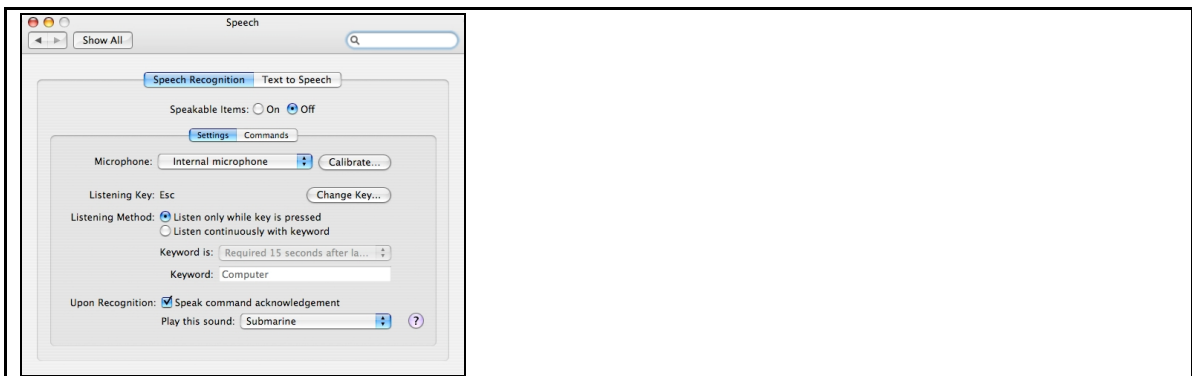 Speech
Show All
Speech Recognition Text to Speech
Speakable Items: On Off
Settings Commands
Microphone: Internal microphone Calibrate...
Listening Key: Esc Change Key...
Listening Method: Listen only while key is pressed
Listen continuously with keyword
Keyword is: Required 15 seconds after la...
Keyword: Computer
Upon Recognition: Speak command acknowledgement
Play this sound: Submarine ?